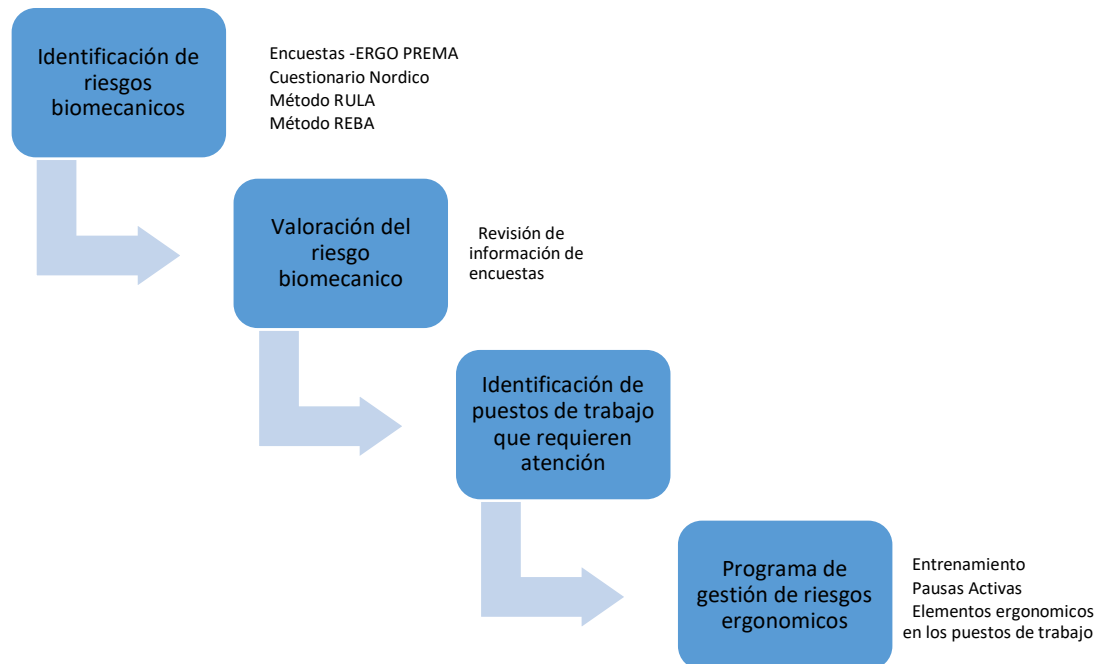 Identificación de
riesgos
biomecanicos
Encuestas -ERGO PREMA
Cuestionario Nordico
Método RULA
Método REBA
Valoración del
riesgo
biomecanico
Revisión de
información de
encuestas
Identificación de
puestos de trabajo
que requieren
atención
Programa de
gestión de riesgos
ergonomicos
Entrenamiento
Pausas Activas
Elementos ergonomicos
en los puestos de trabajo